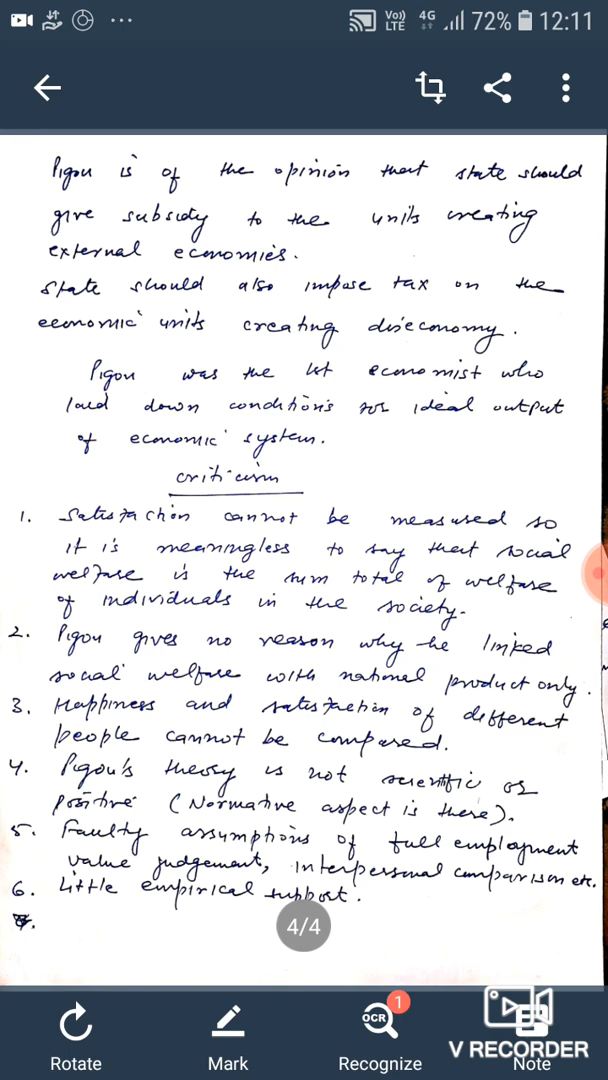 Vo)) 4G 72% 12:11
LTE
Pigou is of the opinion that state should
give subsidy to the units creating
external economies.
State should also impose tax on the
economic units creating diseconomy.
Pigou was the 1st economist who
laid down conditions for ideal output
of economic system.
criticism
1. Satisfaction cannot be measured so
it is meaningless to say that social
welfare is the sum total of welfare
of individuals in the society.
2. Pigou gives no reason why he linked
social welfare with national product only.
3. Happiness and satisfaction of different
people cannot be compared.
4. Pigou's theory is not scientific or
positive (Normative aspect is there).
5. Faulty assumptions of full employment
value judgement, interpersonal comparison etc.
6. Little empirical support.
4/4
OCR 1
Rotate Mark Recognize Note
V RECORDER